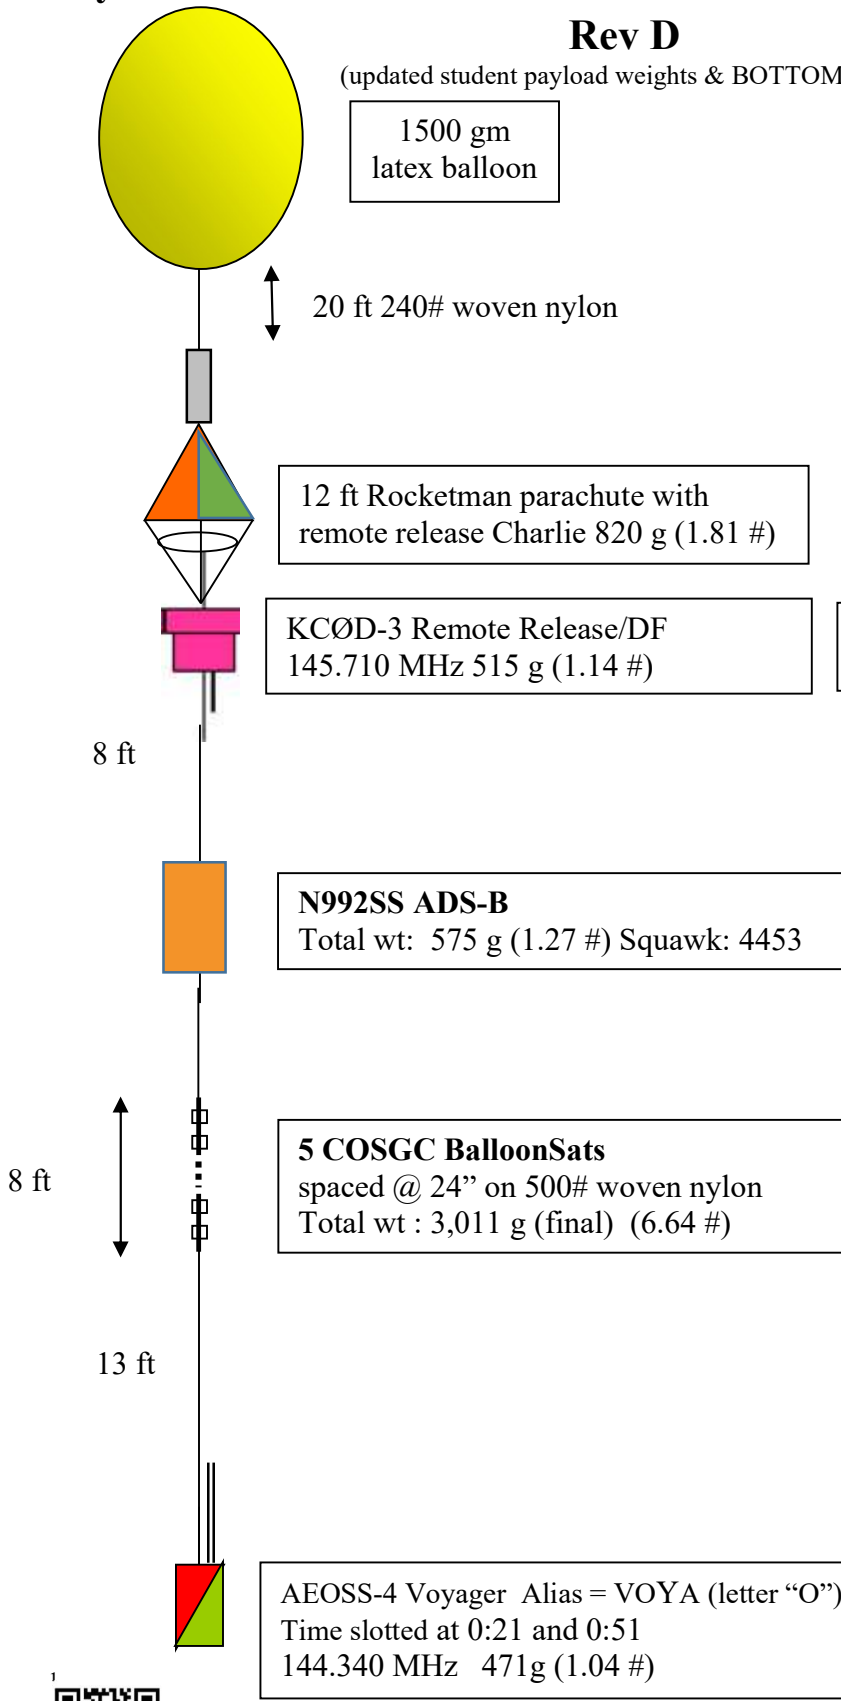 Rev D
(updated student payload weights & BOTTOM
1500 gm
latex balloon
20 ft 240# woven nylon
12 ft Rocketman parachute with
remote release Charlie 820 g (1.81 #)
KCØD-3 Remote Release/DF
145.710 MHz 515 g (1.14 #)
8 ft
N992SS ADS-B
Total wt: 575 g (1.27 #) Squawk: 4453
8 ft
5 COSGC BalloonSats
spaced @ 24” on 500# woven nylon
Total wt : 3,011 g (final) (6.64 #)
13 ft
AEOSS-4 Voyager Alias = VOYA (letter “O”)
Time slotted at 0:21 and 0:51
144.340 MHz 471g (1.04 #)
1